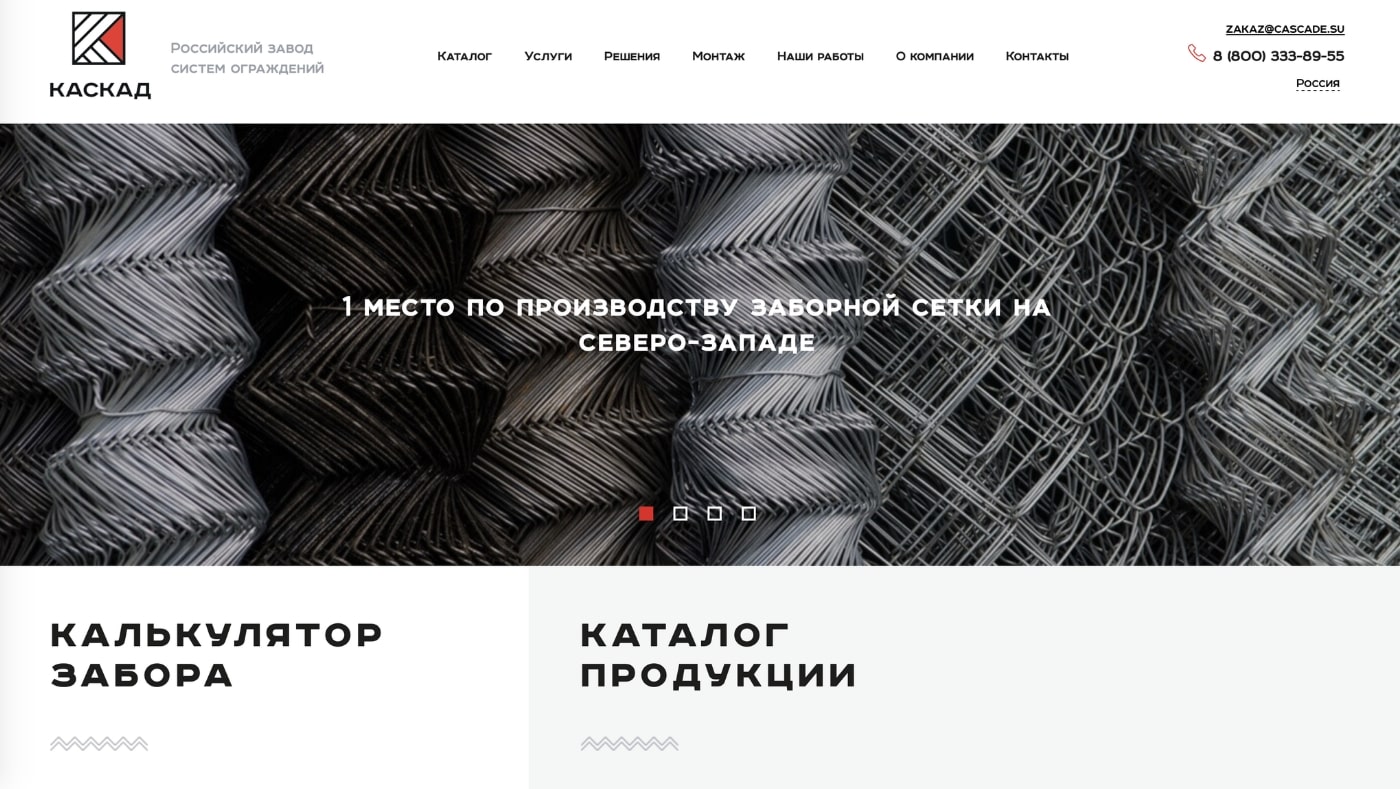 КАСКАД
Российский завод
систем ограждений
Каталог Услуги Решения Монтаж Наши работы О компании Контакты
zakaz@cascade.su
8 (800) 333-89-55
Россия
1 место по производству заборной сетки на
Северо-Западе
КАЛЬКУЛЯТОР
ЗАБОРА
КАТАЛОГ
ПРОДУКЦИИ